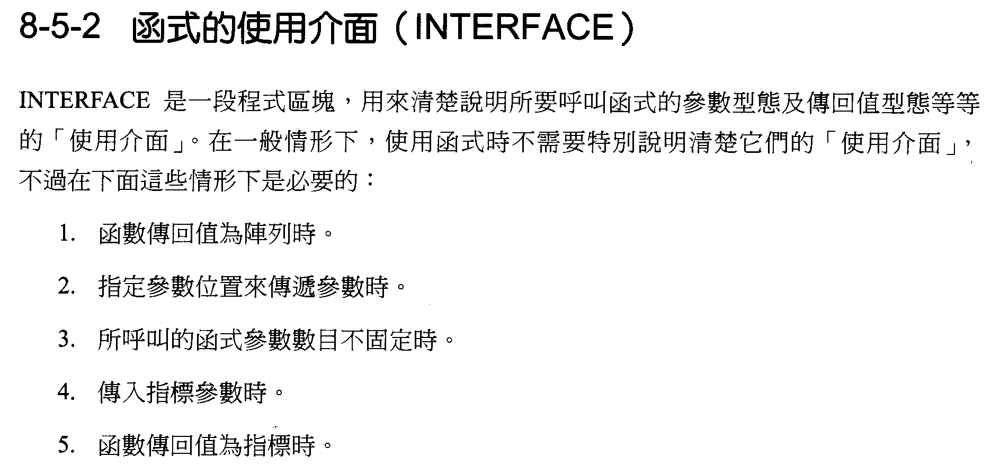 8-5-2 函式的使用介面（INTERFACE）
INTERFACE 是一段程式區塊，用來清楚說明所要呼叫函式的參數型態及傳回值型態等等
的「使用介面」。在一般情形下，使用函式時不需要特別說明清楚它們的「使用介面」，
不過在下面這些情形下是必要的：
1. 函數傳回值為陣列時。
2. 指定參數位置來傳遞參數時。
3. 所呼叫的函式參數數目不固定時。
4. 傳入指標參數時。
5. 函數傳回值為指標時。